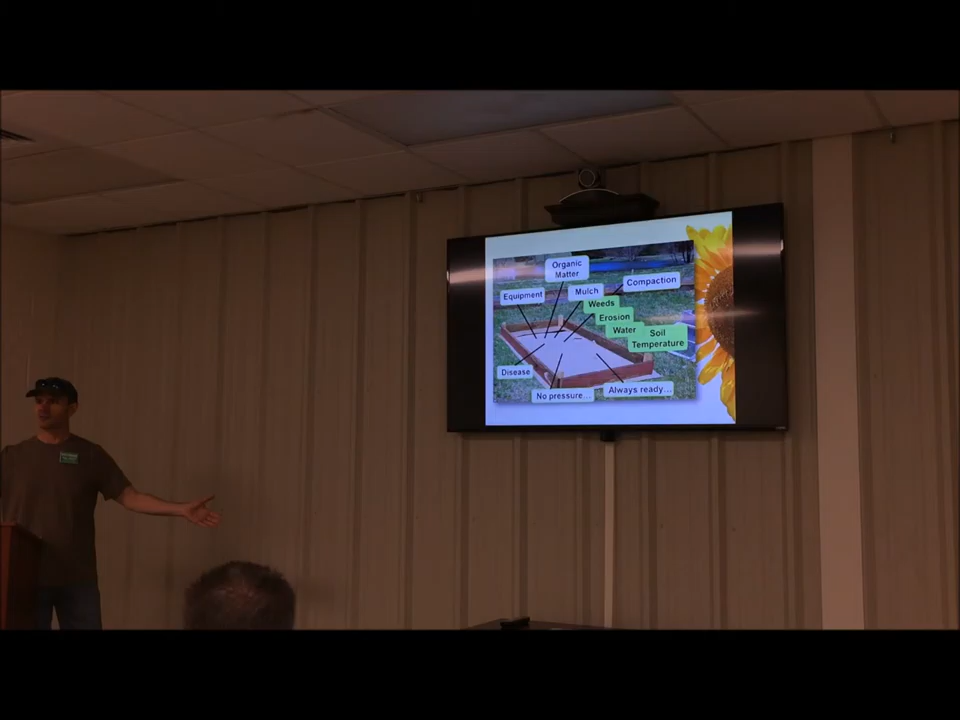 Organic
Matter
Compaction
Equipment
Mulch
Weeds
Erosion
Water
Soil
Temperature
Disease
No pressure...
Always ready...